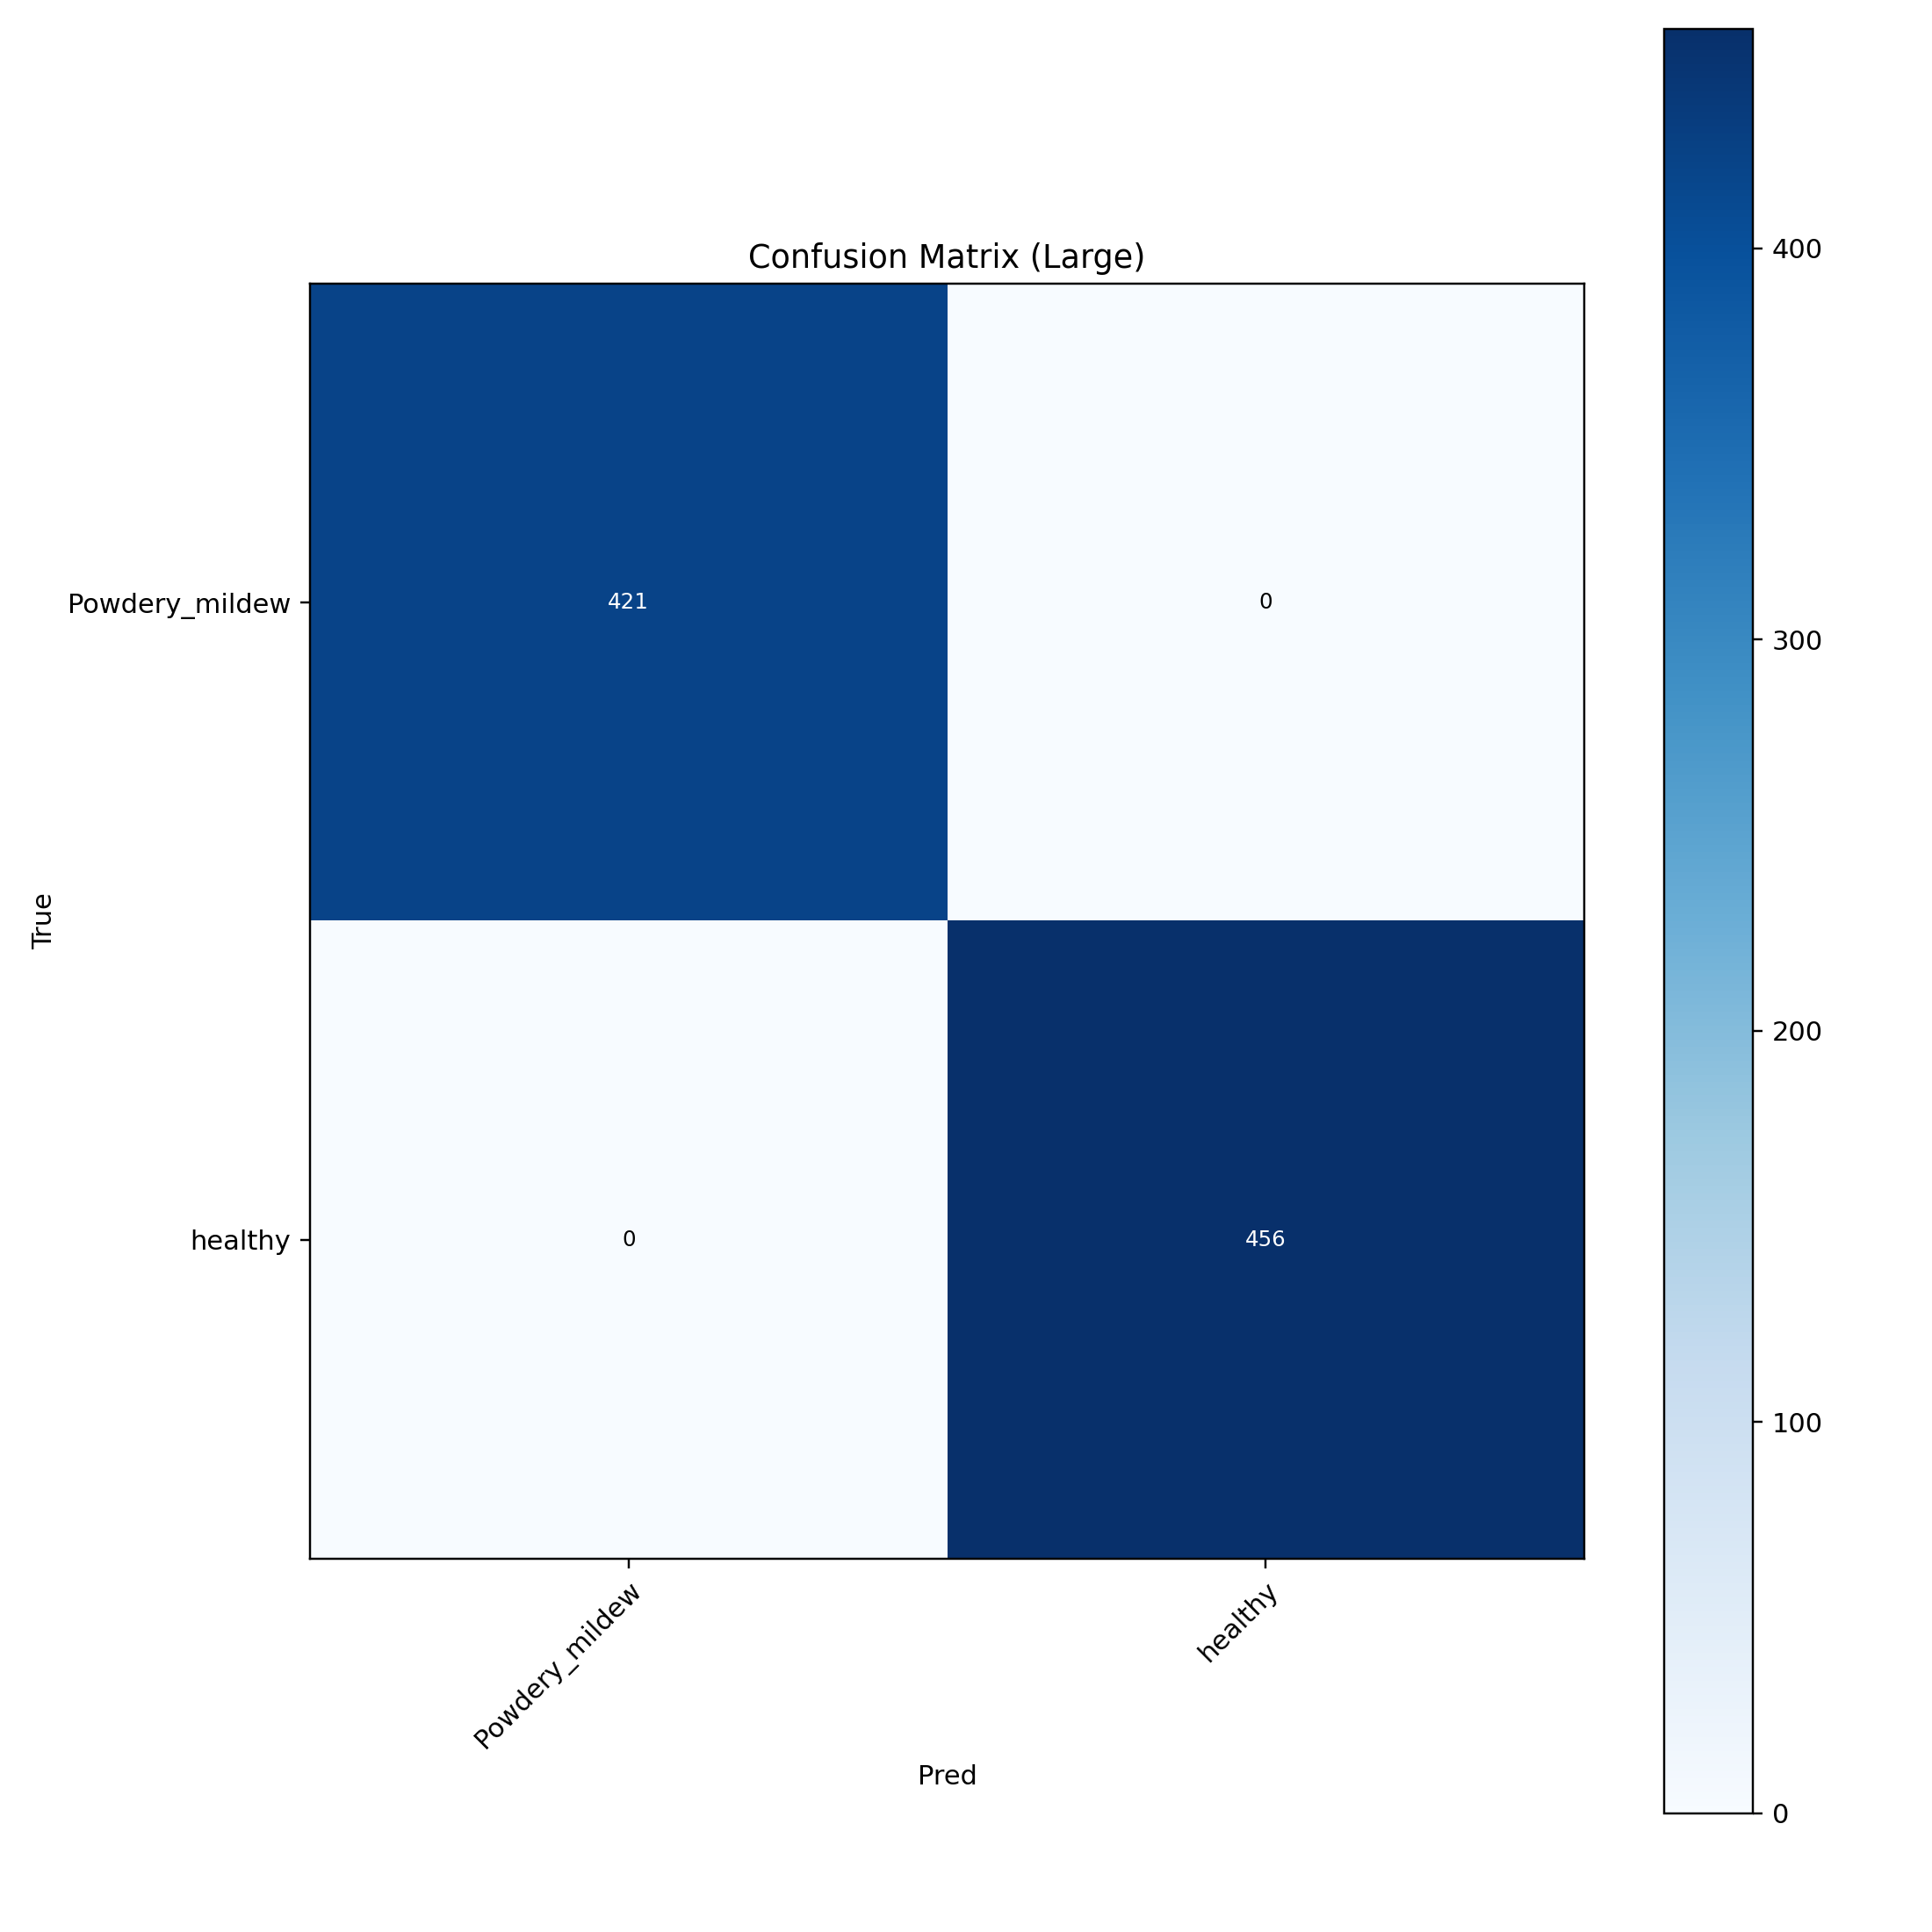 Confusion Matrix (Large)
Powdery_mildew
421
0
healthy
0
456
True
Powdery_mildew
healthy
Pred
400
300
200
100
0